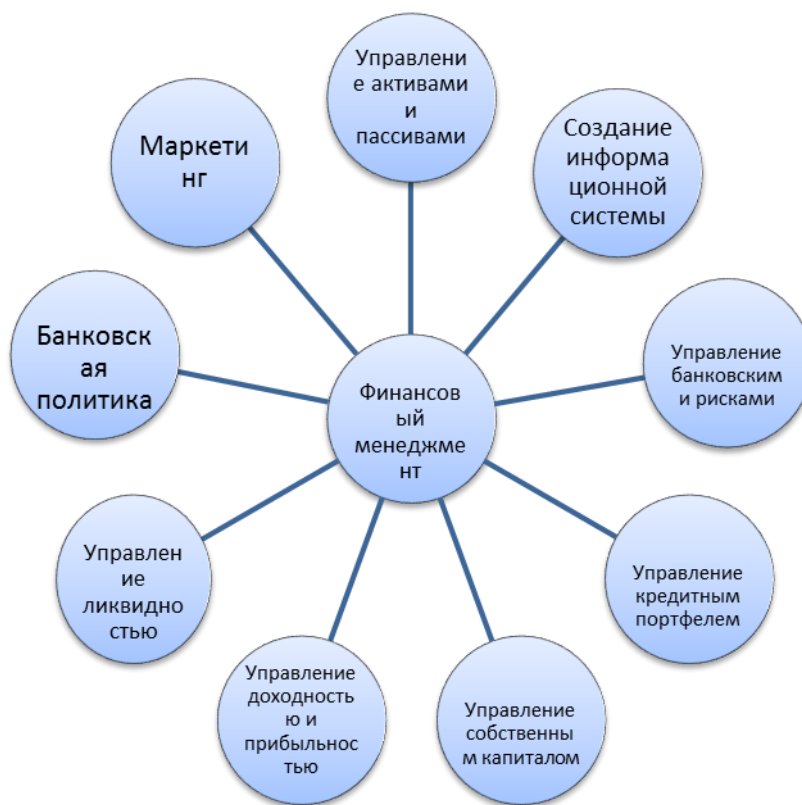 Управлени
е активами
и
пассивами
Создание
информа
ционной
системы
Управление
банковским
и рисками
Управление
кредитным
портфелем
Управление
собственны
м капиталом
Управление
доходность
ю и
прибыльнос
тью
Управлен
ие
ликвидно
стью
Банковск
ая
политика
Маркети
нг
Финансов
ый
менеджме
нт